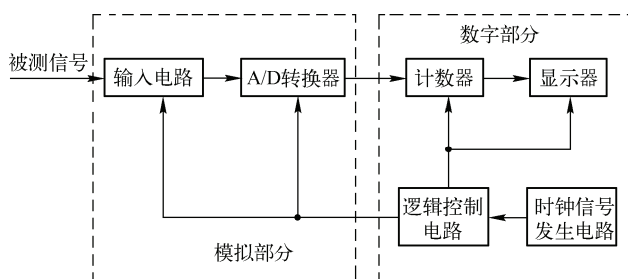 数字部分
被测信号
输入电路
A/D转换器
计数器
显示器
逻辑控制
电路
时钟信号
发生电路
模拟部分